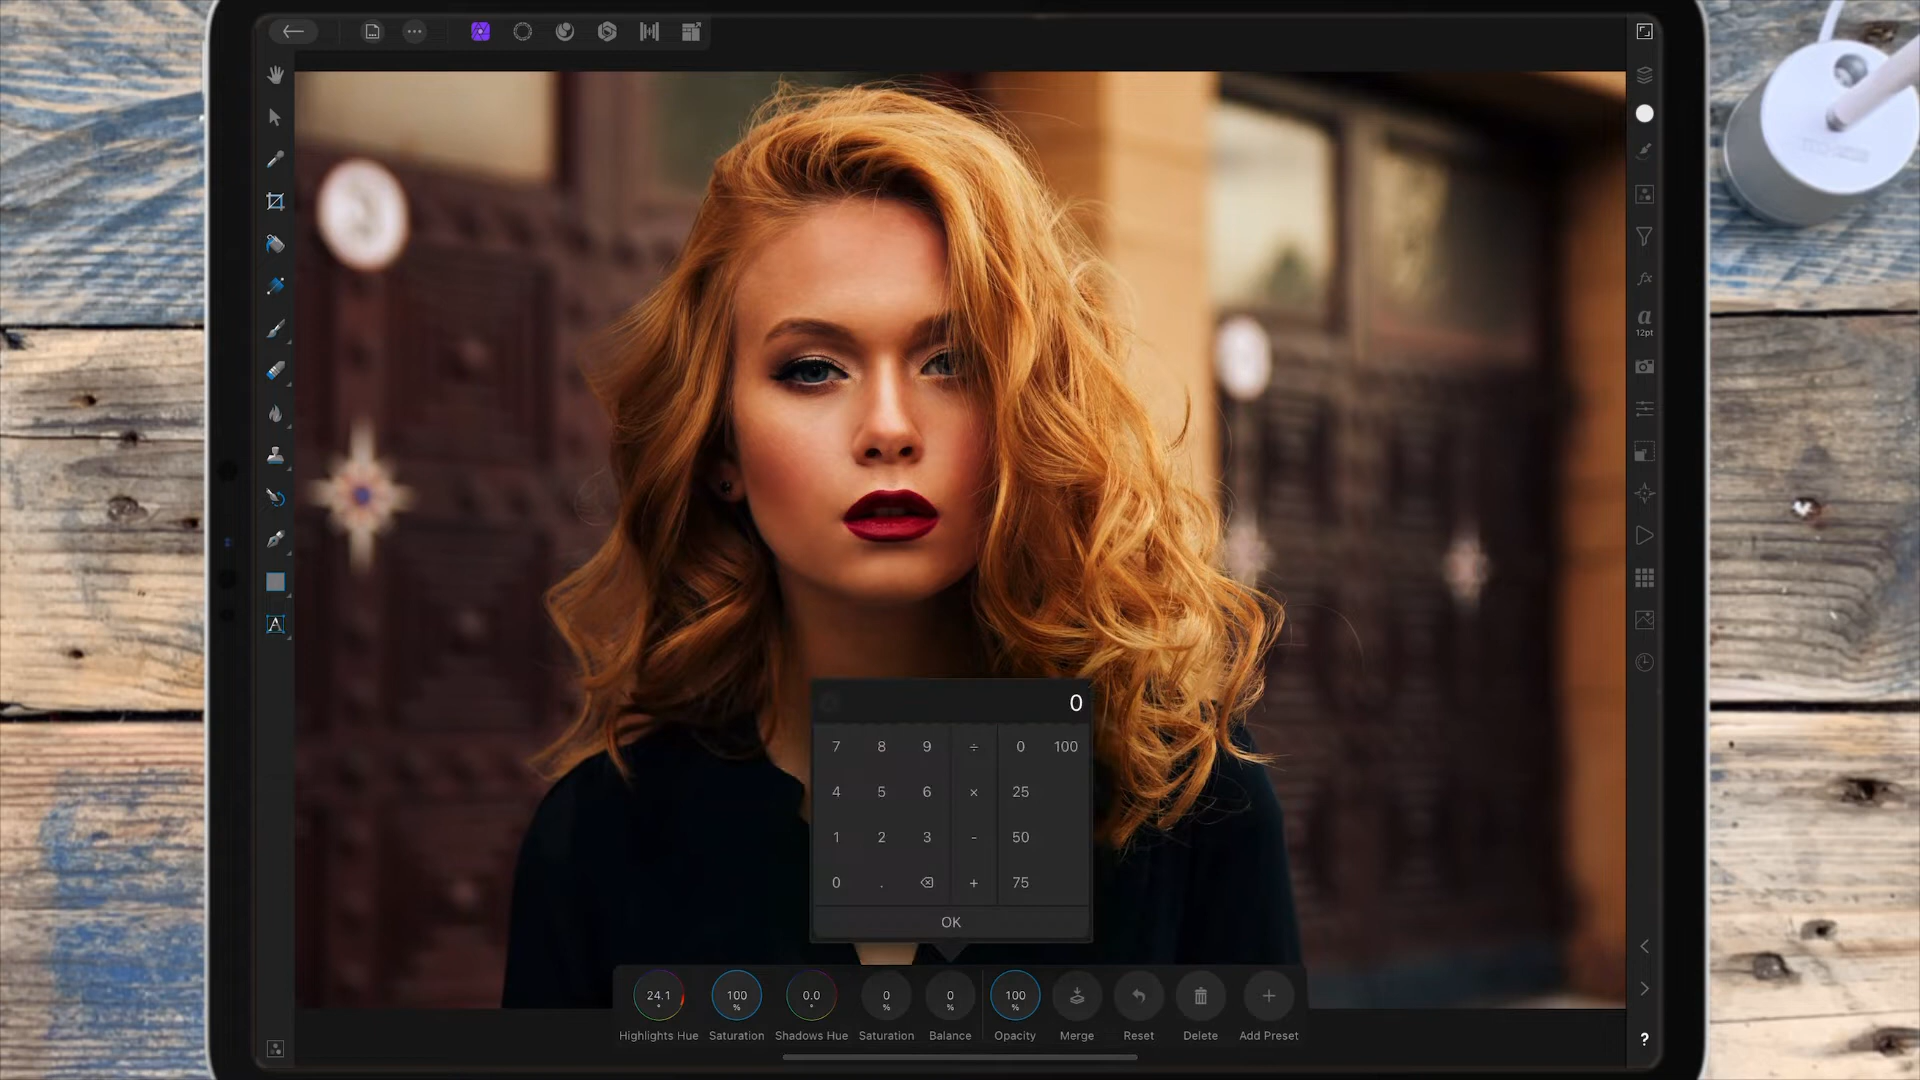 a
12pt
A
0
7 8 9 ÷ 0 100
4 5 6 × 25
1 2 3 - 50
0 . + 75
OK
24.1 ° 100 % 0.0 ° 0 % 0 % 100 %
Highlights Hue Saturation Shadows Hue Saturation Balance Opacity Merge Reset Delete Add Preset
?